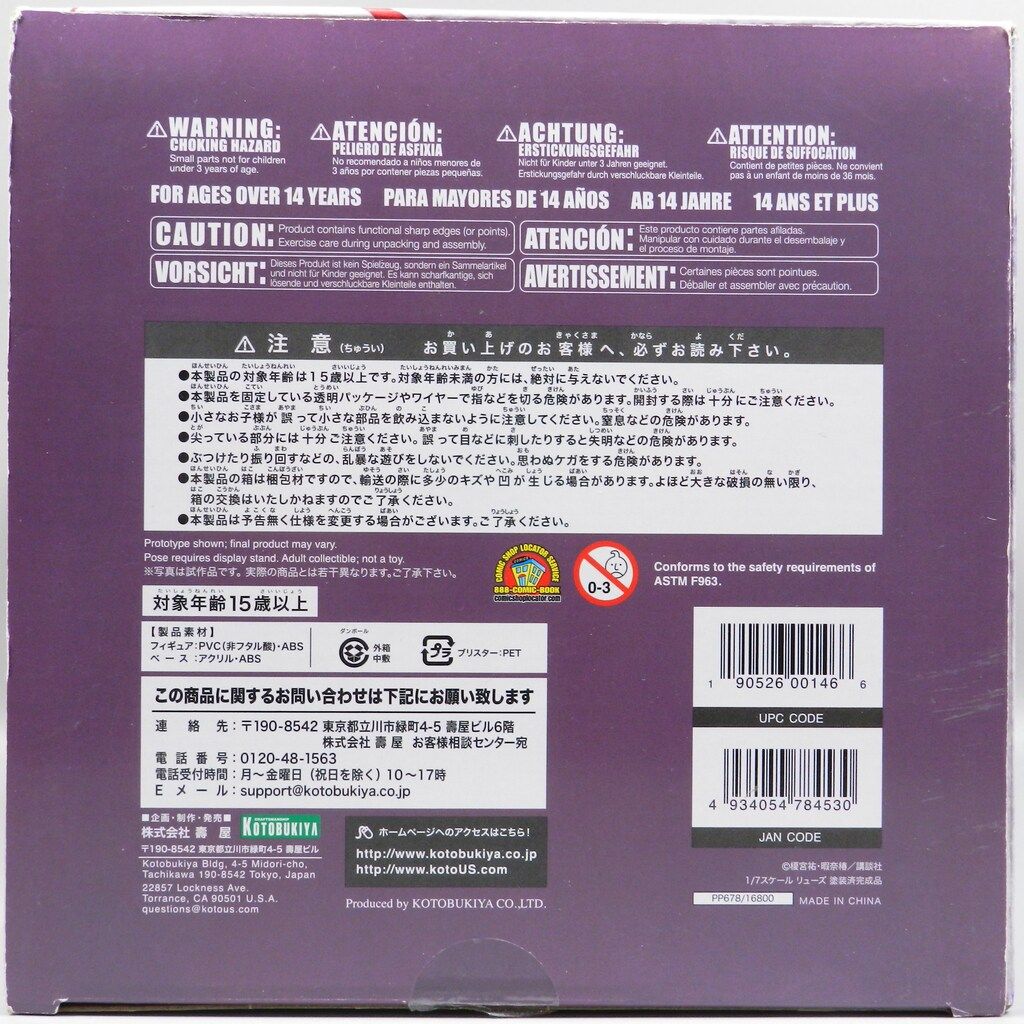 ⚠WARNING:
CHOKING HAZARD
Small parts not for children
under 3 years of age.
⚠ATENCIÓN:
PELIGRO DE ASFIXIA
No recomendado a niños menores de
3 años por contener piezas pequeñas.
⚠ACHTUNG:
ERSTICKUNGSGEFAHR
Nicht für Kinder unter 3 Jahren geeignet.
Erstickungsgefahr durch verschluckbare Kleinteile.
⚠ATTENTION:
RISQUE DE SUFFOCATION
Contient de petites pièces. Ne convient
pas à un enfant de moins de 36 mois.
FOR AGES OVER 14 YEARS PARA MAYORES DE 14 AÑOS AB 14 JAHRE 14 ANS ET PLUS
CAUTION: Product contains functional sharp edges (or points).
Exercise care during unpacking and assembly.
ATENCIÓN: Este producto contiene partes afiladas.
Manipular con cuidado durante el desembalaje y
el proceso de montaje.
VORSICHT: Dieses Produkt ist kein Spielzeug, sondern ein Sammelartikel
und nicht für Kinder geeignet. Es kann scharfkantige, sich
lösende und verschluckbare Kleinteile enthalten.
AVERTISSEMENT: Certaines pièces sont pointues.
Déballer et assembler avec précaution.
⚠ 注 意 (ちゅうい) お買い上げのお客様へ、必ずお読み下さい。
●本製品の対象年齢は15歳以上です。対象年齢未満の方には、絶対に与えないでください。
●本製品を固定している透明パッケージやワイヤーで指などを切る危険があります。開封する際は十分にご注意ください。
●小さなお子様が誤って小さな部品を飲み込まないように注意してください。窒息などの危険があります。
●尖っている部分には十分ご注意ください。誤って目などに刺したりすると失明などの危険があります。
●ぶつけたり振り回すなどの、乱暴な遊びをしないでください。思わぬケガをする危険があります。
●本製品の箱は梱包材ですので、輸送の際に多少のキズや凹が生じる場合があります。よほど大きな破損の無い限り、
箱の交換はいたしかねますのでご了承ください。
●本製品は予告無く仕様を変更する場合がございます。ご了承ください。
Prototype shown; final product may vary.
Pose requires display stand. Adult collectible; not a toy.
※写真は試作品です。実際の商品とは若干異なります。ご了承下さい。
COMIC SHOP LOCATOR SERVICE
888-COMIC-BOOK
comicshoplocator.com
0-3
Conforms to the safety requirements of
ASTM F963.
対象年齢15歳以上
【製品素材】
フィギュア:PVC(非フタル酸)・ABS
ベース:アクリル・ABS
ダンボール
外箱
中敷
プラ
ブリスター:PET
この商品に関するお問い合わせは下記にお願い致します
連絡先:〒190-8542 東京都立川市緑町4-5 壽屋ビル6階
株式会社 壽屋 お客様相談センター宛
電話番号:0120-48-1563
電話受付時間:月～金曜日(祝日を除く)10～17時
Eメール:support@kotobukiya.co.jp
■企画・制作・発売■
株式会社 壽 屋
CRAFTSMANSHIP
KOTOBUKIYA
〒190-8542 東京都立川市緑町4-5 壽屋ビル
Kotobukiya Bldg, 4-5 Midori-cho,
Tachikawa 190-8542 Tokyo, Japan
22857 Lockness Ave.
Torrance, CA 90501 U.S.A.
questions@kotous.com
ホームページへのアクセスはこちら!
http://www.kotobukiya.co.jp
http://www.kotoUS.com
Produced by KOTOBUKIYA CO.,LTD.
1 90526 00146 6
UPC CODE
4 934054 784530
JAN CODE
©榎宮祐・暇奈椿／講談社
1/7スケール リューズ 塗装済完成品
PP678/16800 MADE IN CHINA